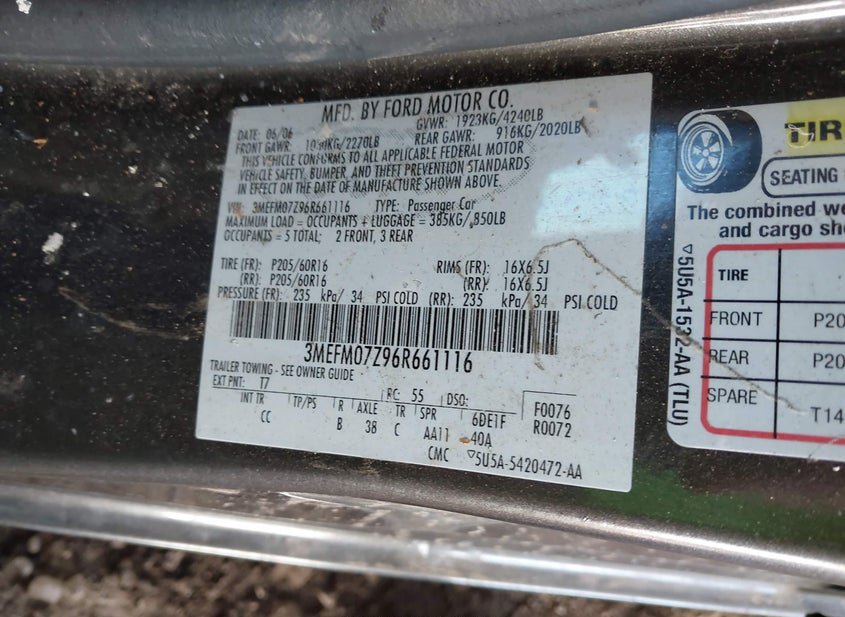 MFD. BY FORD MOTOR CO.
DATE: 06/06 GVWR: 1923KG/4240LB
FRONT GAWR: 1030KG/2270LB REAR GAWR: 916KG/2020LB
THIS VEHICLE CONFORMS TO ALL APPLICABLE FEDERAL MOTOR
VEHICLE SAFETY, BUMPER, AND THEFT PREVENTION STANDARDS
IN EFFECT ON THE DATE OF MANUFACTURE SHOWN ABOVE.
VIN: 3MEFM07Z96R661116 TYPE: Passenger Car
MAXIMUM LOAD = OCCUPANTS + LUGGAGE = 385KG/ 850LB
OCCUPANTS = 5 TOTAL; 2 FRONT, 3 REAR
TIRE (FR): P205/60R16 RIMS (FR): 16X6.5J
(RR): P205/60R16 (RR): 16X6.5J
PRESSURE (FR): 235 kPa/ 34 PSI COLD (RR): 235 kPa/ 34 PSI COLD
3MEFM07Z96R661116
TRAILER TOWING - SEE OWNER GUIDE
EXT PNT: T7 RC: 55 DSO:
INT TR TP/PS R AXLE TR SPR 6DE1F F0076
CC B 38 C AA11 40A R0072
CMC ▽5U5A-5420472-AA
TIR
SEATING
The combined we
and cargo sho
▽5U5A-1532-AA (TLU)
TIRE
FRONT P20
REAR P20
SPARE T14